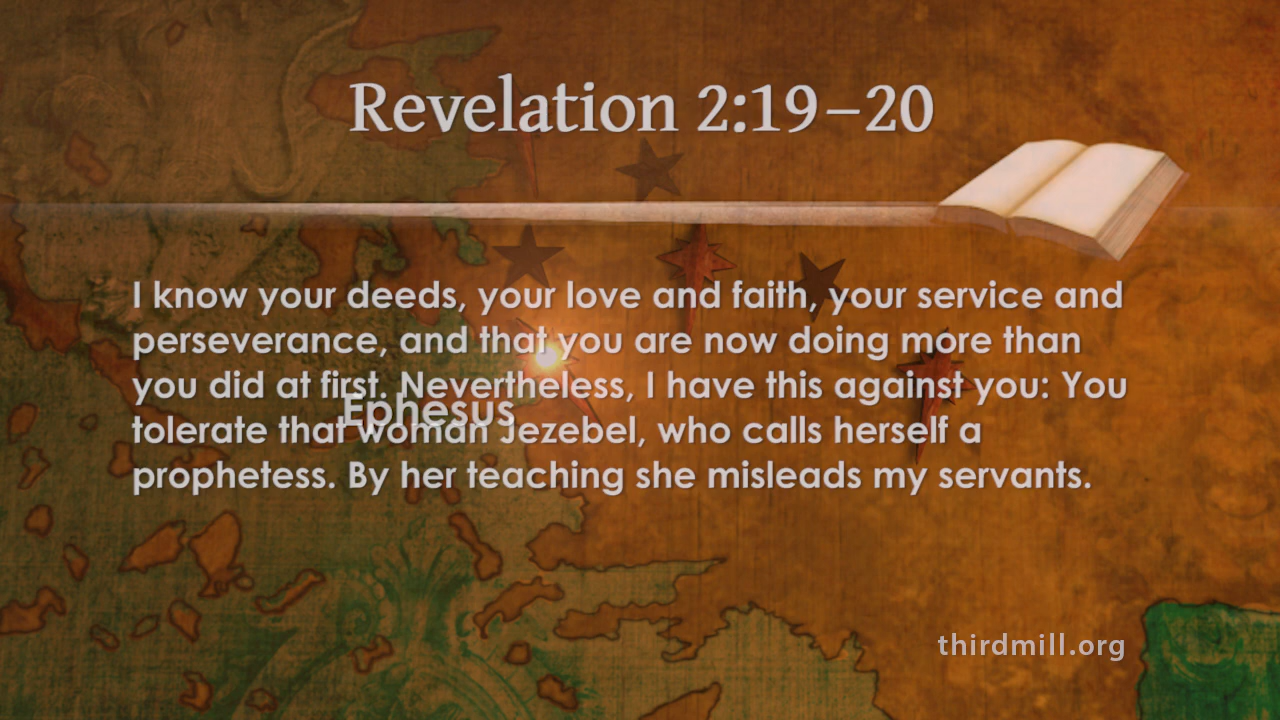 Revelation 2:19–20
I know your deeds, your love and faith, your service and
perseverance, and that you are now doing more than
you did at first. Nevertheless, I have this against you: You
Ephesus
tolerate that woman Jezebel, who calls herself a
prophetess. By her teaching she misleads my servants.
thirdmill.org